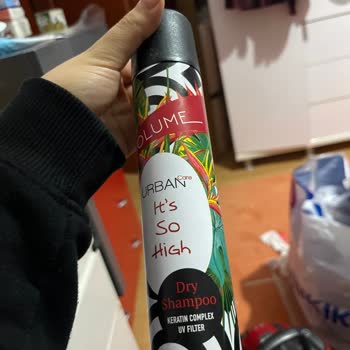 VOLUME
URBAN Care
It's
So
High
Dry
Shampoo
KERATIN COMPLEX
UV FILTER